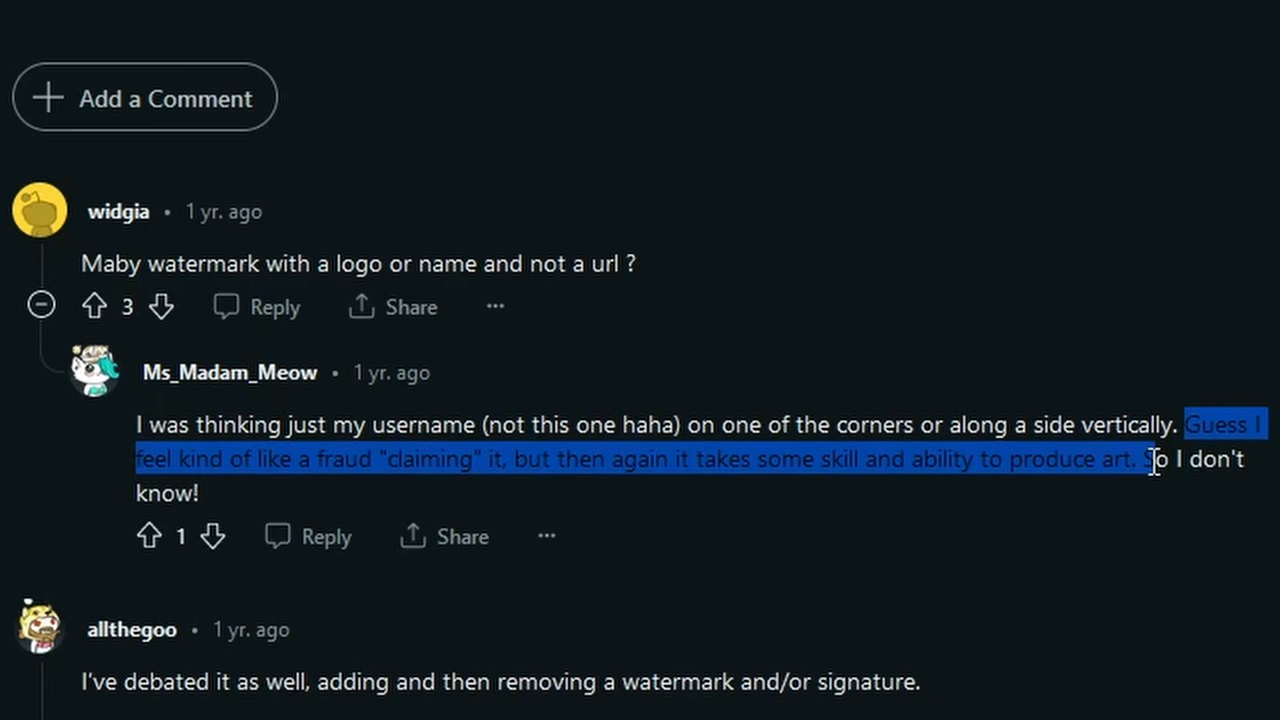 Add a Comment
widgia • 1 yr. ago
Maby watermark with a logo or name and not a url ?
3 Reply Share ...
Ms_Madam_Meow • 1 yr. ago
I was thinking just my username (not this one haha) on one of the corners or along a side vertically. Guess I
feel kind of like a fraud "claiming" it, but then again it takes some skill and ability to produce art. So I don't
know!
1 Reply Share ...
allthegoo • 1 yr. ago
I’ve debated it as well, adding and then removing a watermark and/or signature.